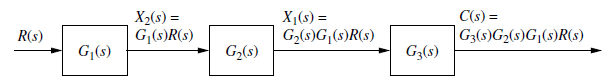 X₂(s) =
G₁(s)R(s)
X₁(s) =
G₂(s)G₁(s)R(s)
C(s) =
G₃(s)G₂(s)G₁(s)R(s)
R(s)
G₁(s)
G₂(s)
G₃(s)